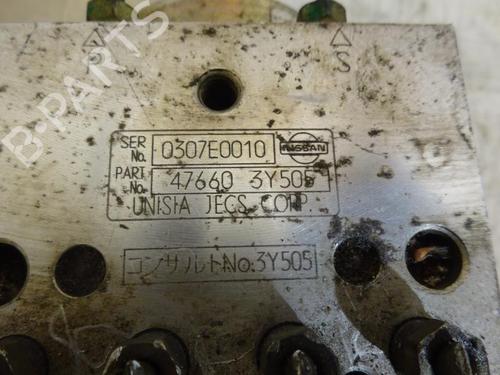 B-PARTS
S
SER No. 0307E0010 NISSAN
PART No. 47660 3Y505
UNISIA JECS CORP
コンサルトNo.3Y505